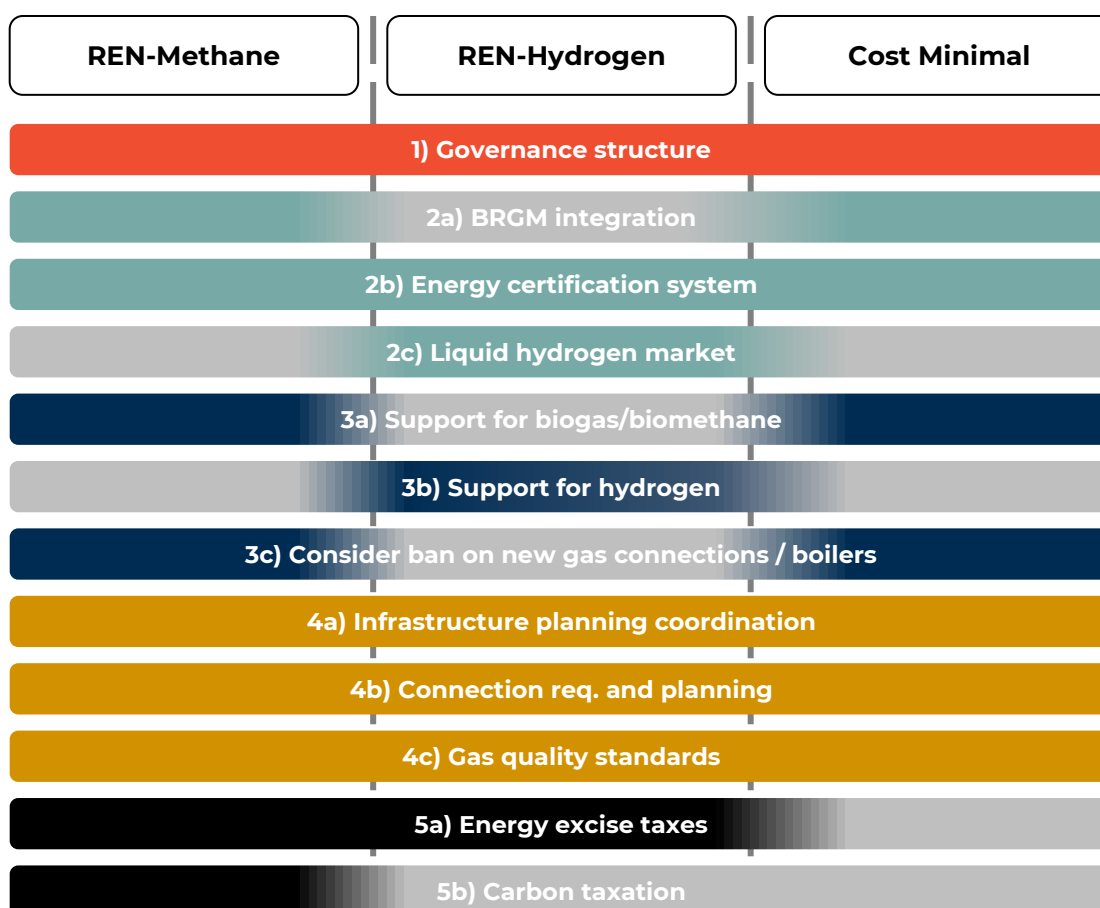 REN-Methane
REN-Hydrogen
Cost Minimal
1) Governance structure
2a) BRGM integration
2b) Energy certification system
2c) Liquid hydrogen market
3a) Support for biogas/biomethane
3b) Support for hydrogen
3c) Consider ban on new gas connections / boilers
4a) Infrastructure planning coordination
4b) Connection req. and planning
4c) Gas quality standards
5a) Energy excise taxes
5b) Carbon taxation